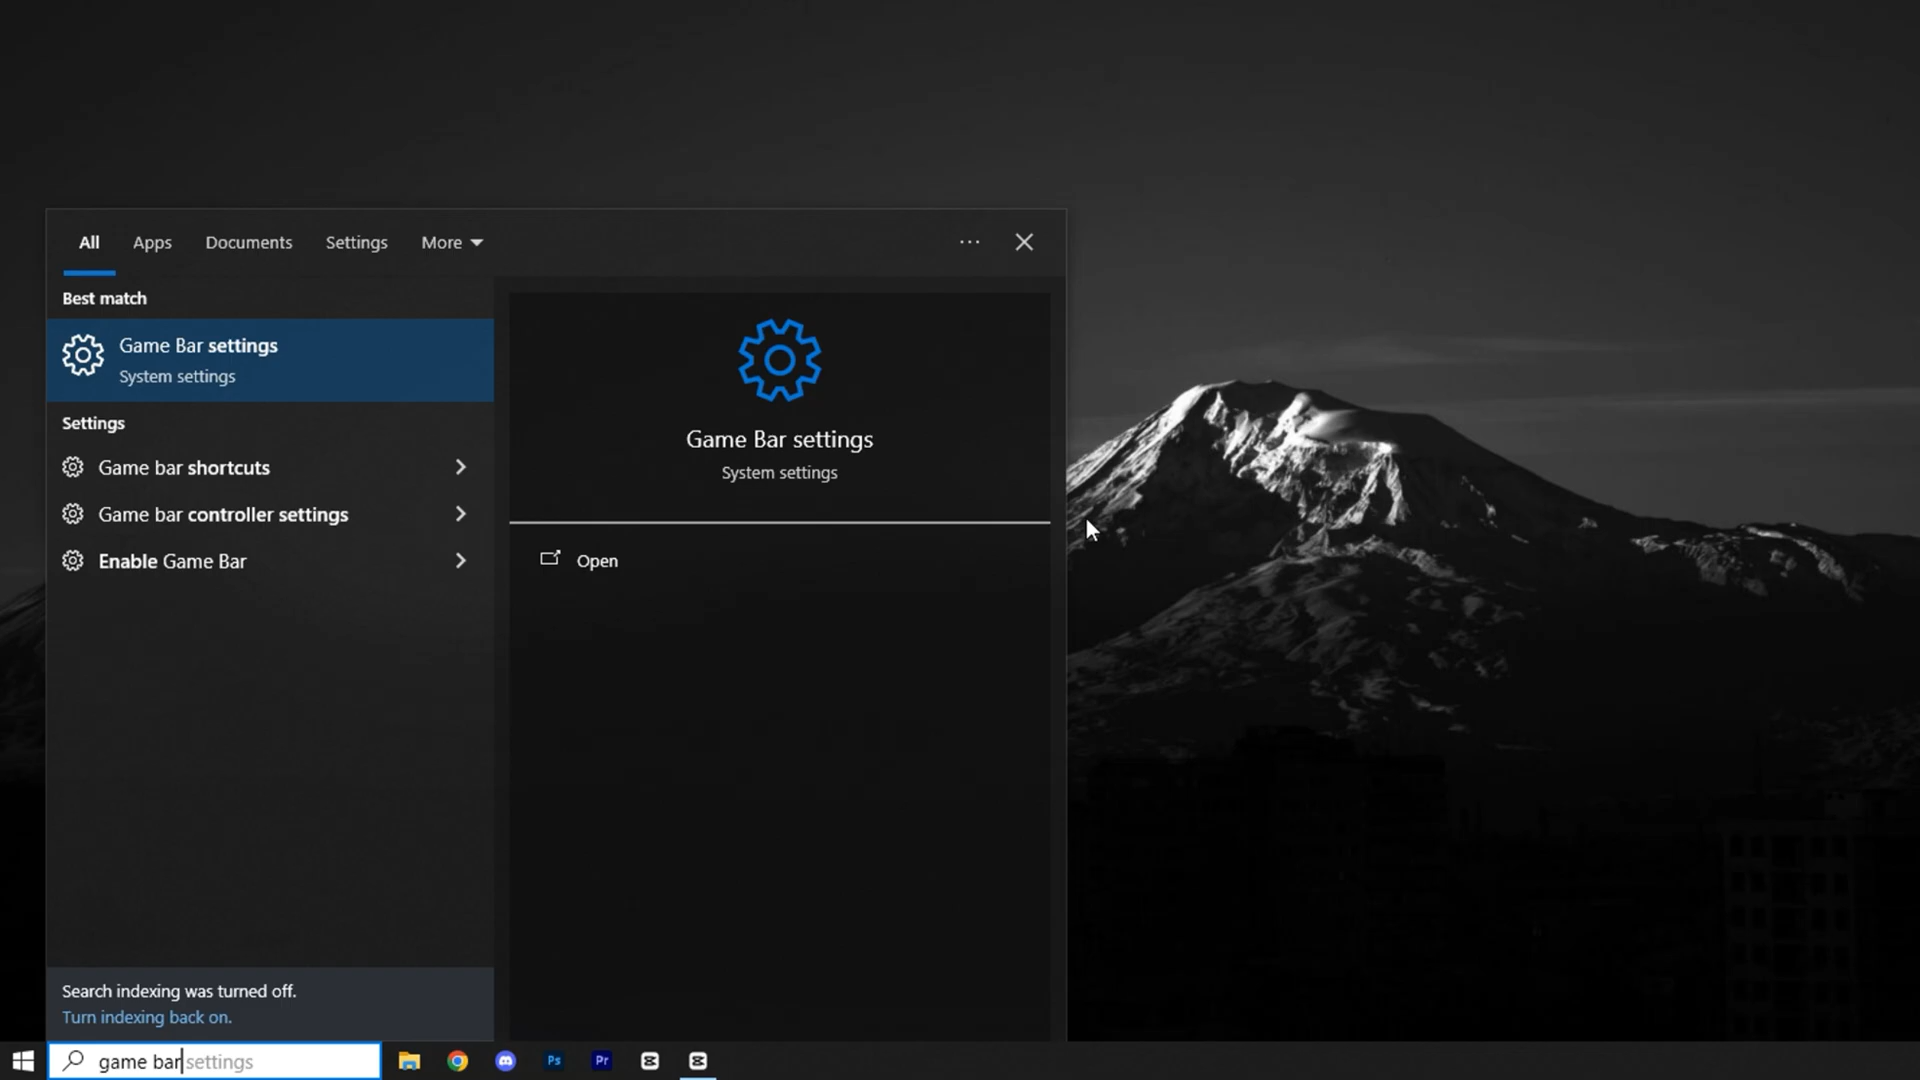 All Apps Documents Settings More
Best match
Game Bar settings
System settings
Settings
Game bar shortcuts
Game bar controller settings
Enable Game Bar
Game Bar settings
System settings
Open
Search indexing was turned off.
Turn indexing back on.
game bar settings
Ps Pr